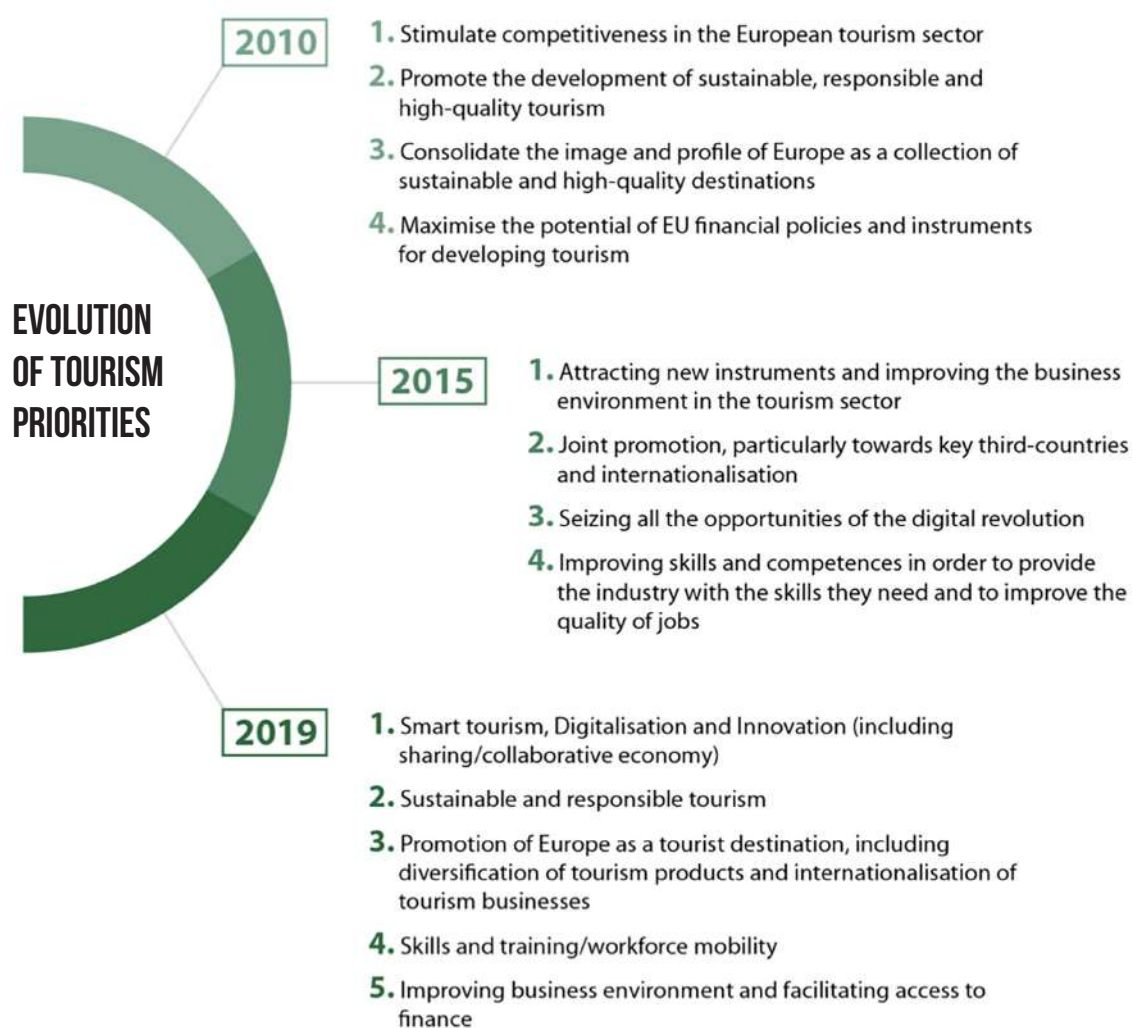 2010
1. Stimulate competitiveness in the European tourism sector
2. Promote the development of sustainable, responsible and
high-quality tourism
3. Consolidate the image and profile of Europe as a collection of
sustainable and high-quality destinations
4. Maximise the potential of EU financial policies and instruments
for developing tourism
EVOLUTION
OF TOURISM
PRIORITIES
2015
1. Attracting new instruments and improving the business
environment in the tourism sector
2. Joint promotion, particularly towards key third-countries
and internationalisation
3. Seizing all the opportunities of the digital revolution
4. Improving skills and competences in order to provide
the industry with the skills they need and to improve the
quality of jobs
2019
1. Smart tourism, Digitalisation and Innovation (including
sharing/collaborative economy)
2. Sustainable and responsible tourism
3. Promotion of Europe as a tourist destination, including
diversification of tourism products and internationalisation of
tourism businesses
4. Skills and training/workforce mobility
5. Improving business environment and facilitating access to
finance